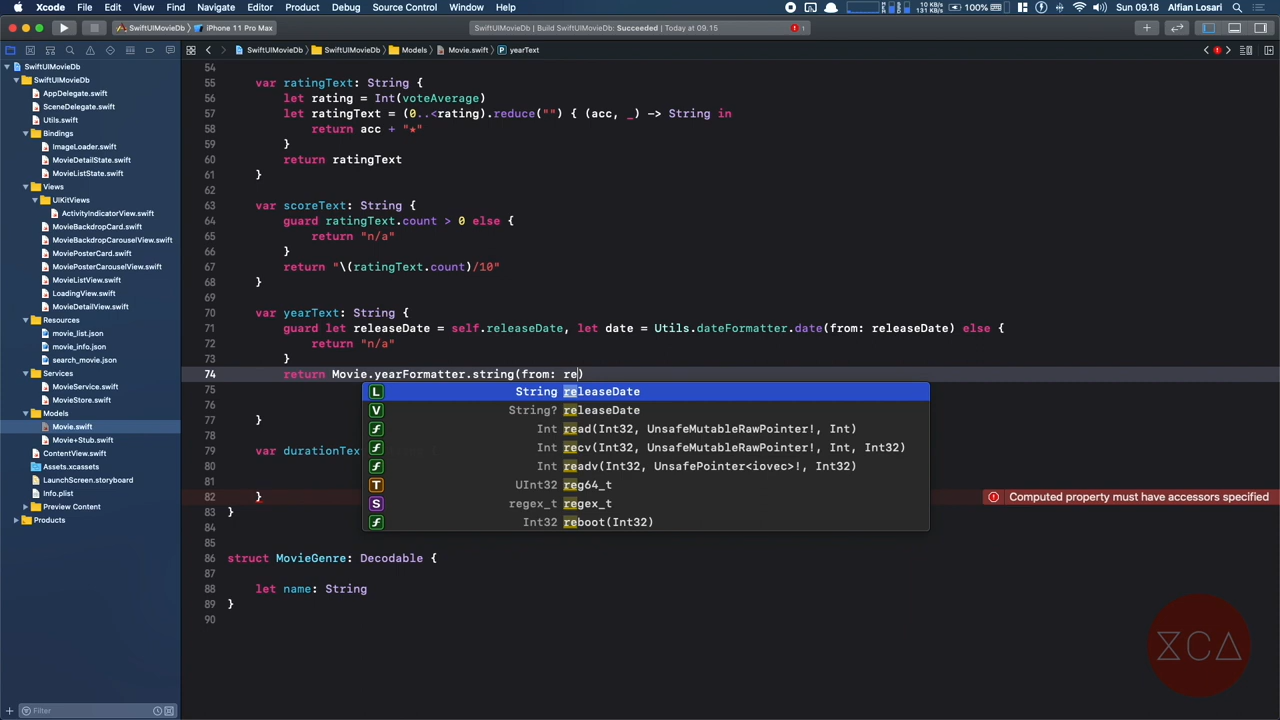 Xcode File Edit View Find Navigate Editor Product Debug Source Control Window Help
10 KB/s
131 KB/s
100% Sun 09.18 Alfian Losari
SwiftUIMovieDb iPhone 11 Pro Max
SwiftUIMovieDb | Build SwiftUIMovieDb: Succeeded | Today at 09.15
1
SwiftUIMovieDb SwiftUIMovieDb Models Movie.swift P yearText
SwiftUIMovieDb
SwiftUIMovieDb
AppDelegate.swift
SceneDelegate.swift
Utils.swift
Bindings
ImageLoader.swift
MovieDetailState.swift
MovieListState.swift
Views
UIKitViews
ActivityIndicatorView.swift
MovieBackdropCard.swift
MovieBackdropCarouselView.swift
MoviePosterCard.swift
MoviePosterCarouselView.swift
MovieListView.swift
LoadingView.swift
MovieDetailView.swift
Resources
movie_list.json
movie_info.json
search_movie.json
Services
MovieService.swift
MovieStore.swift
Models
Movie.swift
Movie+Stub.swift
ContentView.swift
Assets.xcassets
LaunchScreen.storyboard
Info.plist
Preview Content
Products
Filter
54
55 var ratingText: String {
56 let rating = Int(voteAverage)
57 let ratingText = (0..<rating).reduce("") { (acc, _) -> String in
58 return acc + "★"
59 }
60 return ratingText
61 }
62
63 var scoreText: String {
64 guard ratingText.count > 0 else {
65 return "n/a"
66 }
67 return "\(ratingText.count)/10"
68 }
69
70 var yearText: String {
71 guard let releaseDate = self.releaseDate, let date = Utils.dateFormatter.date(from: releaseDate) else {
72 return "n/a"
73 }
74 return Movie.yearFormatter.string(from: re)
75
76
77 }
78
79 var durationTex
80
81
82 } Computed property must have accessors specified
83 }
84
85
86 struct MovieGenre: Decodable {
87
88 let name: String
89 }
90
L String releaseDate
V String? releaseDate
f Int read(Int32, UnsafeMutableRawPointer!, Int)
f Int recv(Int32, UnsafeMutableRawPointer!, Int, Int32)
f Int readv(Int32, UnsafePointer<iovec>!, Int32)
T UInt32 reg64_t
S regex_t regex_t
f Int32 reboot(Int32)
XCA